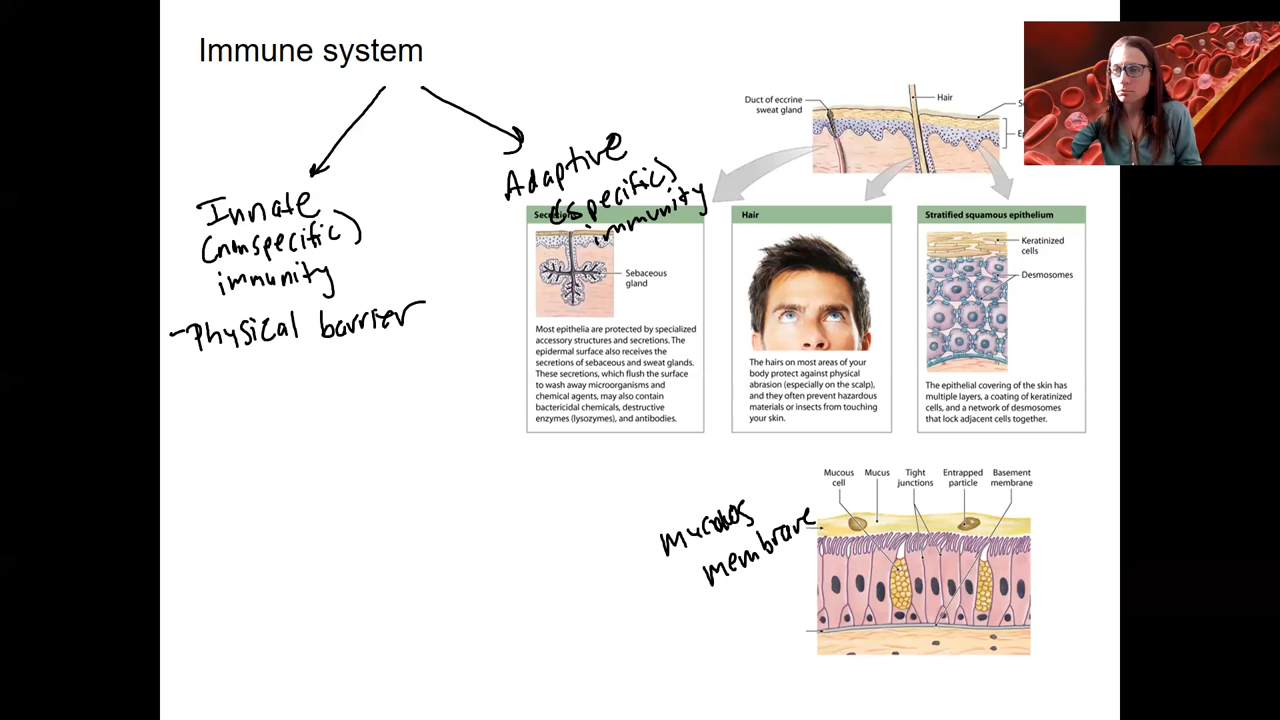 Immune system
Innate
(nonspecific)
immunity
- Physical barrier
Adaptive
(specific)
immunity
Duct of eccrine
sweat gland
Hair
Secretions
Sebaceous
gland
Most epithelia are protected by specialized
accessory structures and secretions. The
epidermal surface also receives the
secretions of sebaceous and sweat glands.
These secretions, which flush the surface
to wash away microorganisms and
chemical agents, may also contain
bactericidal chemicals, destructive
enzymes (lysozymes), and antibodies.
Hair
The hairs on most areas of your
body protect against physical
abrasion (especially on the scalp),
and they often prevent hazardous
materials or insects from touching
your skin.
Stratified squamous epithelium
Keratinized
cells
Desmosomes
The epithelial covering of the skin has
multiple layers, a coating of keratinized
cells, and a network of desmosomes
that lock adjacent cells together.
Mucous
cell
Mucus
Tight
junctions
Entrapped
particle
Basement
membrane
membrane